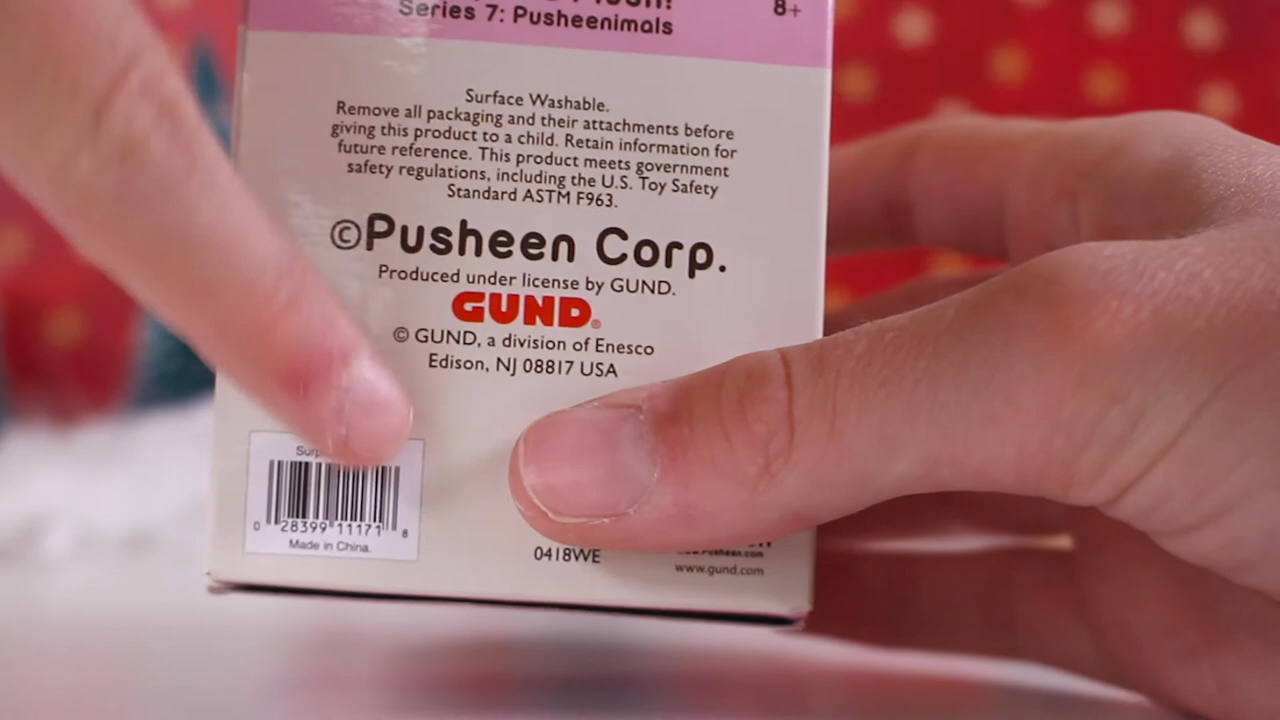 8+
Series 7: Pusheenimals
Surface Washable.
Remove all packaging and their attachments before
giving this product to a child. Retain information for
future reference. This product meets government
safety regulations, including the U.S. Toy Safety
Standard ASTM F963.
©Pusheen Corp.
Produced under license by GUND.
GUND®
© GUND, a division of Enesco
Edison, NJ 08817 USA
0 28399 11171 8
Made in China.
0418WE
www.gund.com